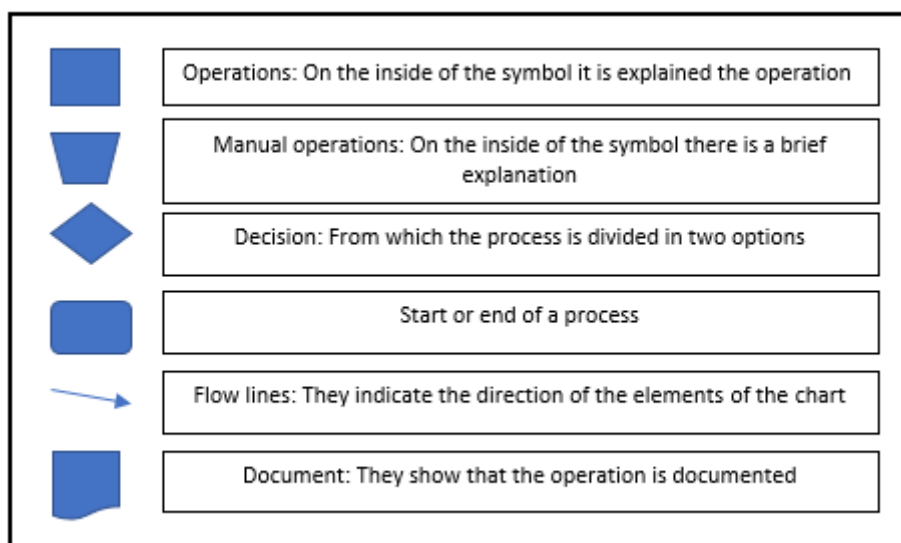 Operations: On the inside of the symbol it is explained the operation
Manual operations: On the inside of the symbol there is a brief
explanation
Decision: From which the process is divided in two options
Start or end of a process
Flow lines: They indicate the direction of the elements of the chart
Document: They show that the operation is documented